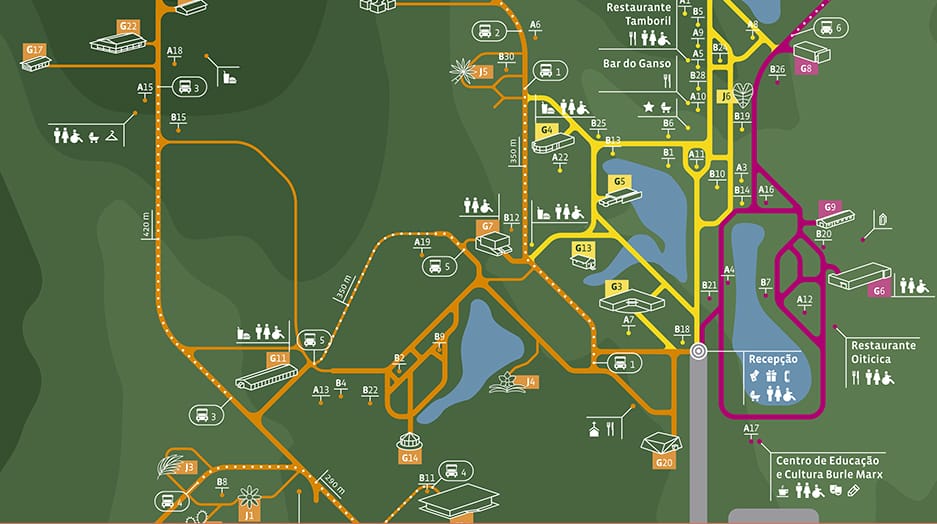 Restaurante
Tamboril
Bar do Ganso
A1
B5
A9
A5
B24
A8
B28
A10
B6
J6
B19
6
G8
B26
G22
G17
A18
A15
3
B15
2
A6
B30
J5
1
350 m
G4
B25
B13
A22
B1
A11
B10
A3
B14
A16
G5
G9
B20
G6
G7
B12
G13
G3
A7
B18
B21
A4
B7
A12
420 m
A19
5
350 m
5
G11
A13
B4
B22
B2
B9
J4
G14
1
G20
3
Recepção
Restaurante
Oiticica
A17
Centro de Educação
e Cultura Burle Marx
J3
4
B8
J1
280 m
B11
4